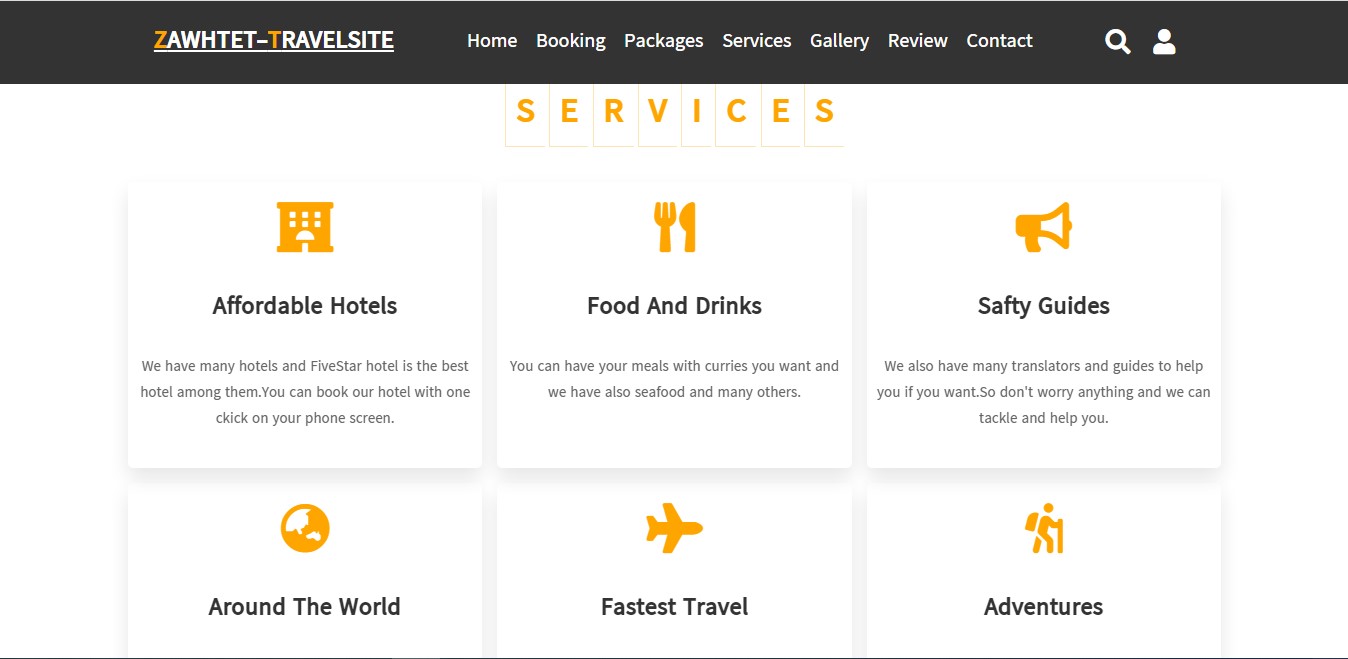 ZAWHTET-TRAVELSITE Home Booking Packages Services Gallery Review Contact
S E R V I C E S
Affordable Hotels
We have many hotels and FiveStar hotel is the best
hotel among them.You can book our hotel with one
ckick on your phone screen.
Food And Drinks
You can have your meals with curries you want and
we have also seafood and many others.
Safty Guides
We also have many translators and guides to help
you if you want.So don't worry anything and we can
tackle and help you.
Around The World
Fastest Travel
Adventures